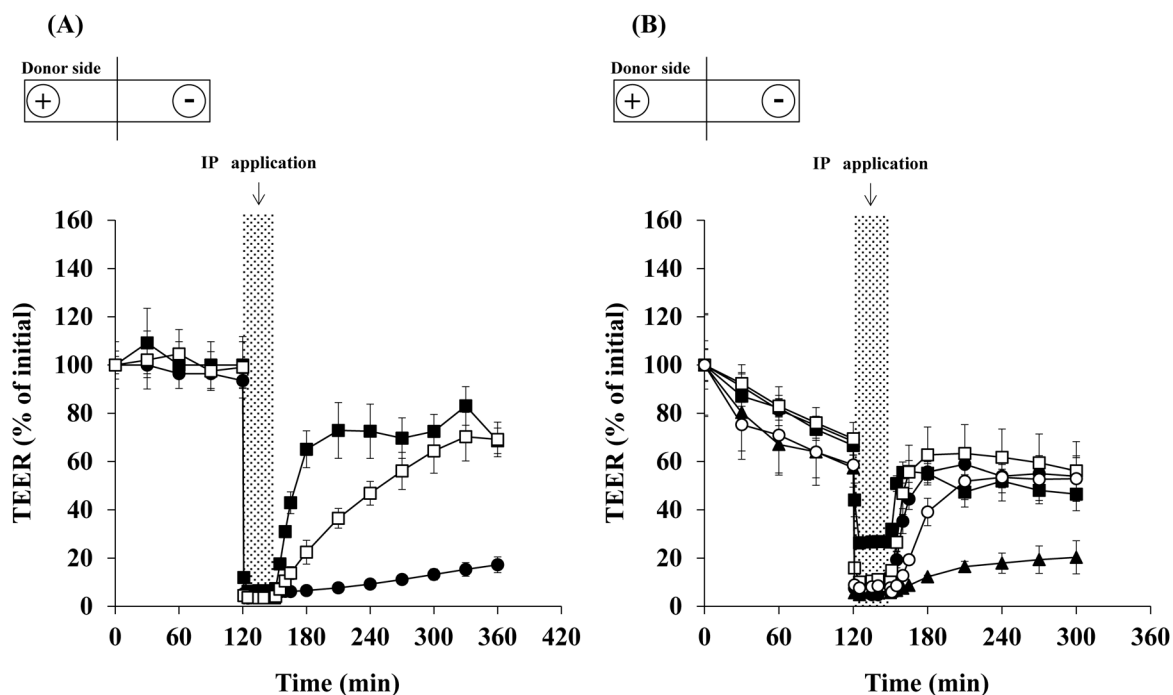 (A)
Donor side
+ -
IP application
160
140
120
100
80
60
40
20
0
TEER (% of initial)
0 60 120 180 240 300 360 420
Time (min)
(B)
Donor side
+ -
IP application
160
140
120
100
80
60
40
20
0
TEER (% of initial)
0 60 120 180 240 300 360
Time (min)